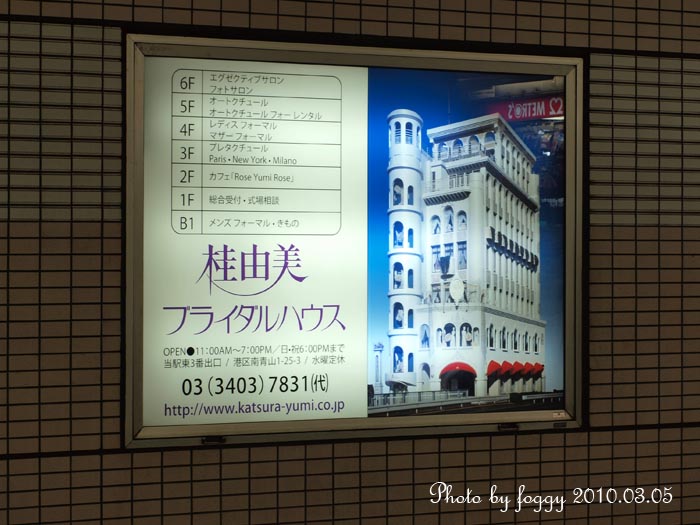 6F エグゼクティブサロン
フォトサロン
5F オートクチュール
オートクチュール フォー レンタル
4F レディス フォーマル
マザー フォーマル
3F プレタクチュール
Paris・New York・Milano
2F カフェ「Rose Yumi Rose」
1F 総合受付・式場相談
B1 メンズ フォーマル・きもの
桂由美
ブライダルハウス
OPEN●11:00AM〜7:00PM／日・祝6:00PMまで
当駅東3番出口 / 港区南青山1-25-3 / 水曜定休
03(3403)7831(代)
http://www.katsura-yumi.co.jp
METRO'S
Photo by foggy 2010.03.05